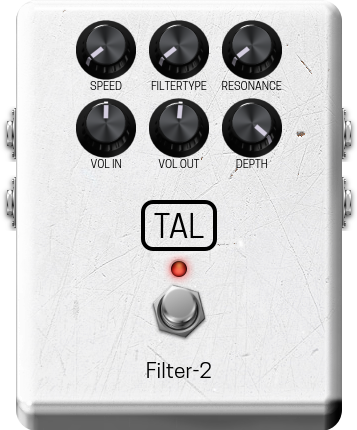 SPEED FILTERTYPE RESONANCE
VOL IN VOL OUT DEPTH
TAL
Filter-2